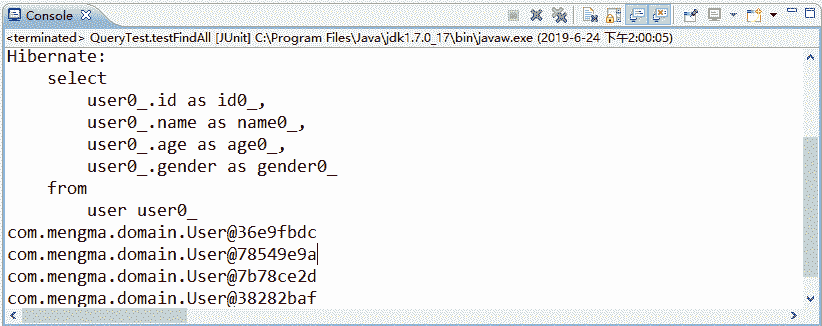 Console
<terminated> QueryTest.testFindAll [JUnit] C:\Program Files\Java\jdk1.7.0_17\bin\javaw.exe (2019-6-24 下午2:00:05)
Hibernate:
    select
        user0_.id as id0_,
        user0_.name as name0_,
        user0_.age as age0_,
        user0_.gender as gender0_
    from
        user user0_
com.mengma.domain.User@36e9fbdc
com.mengma.domain.User@78549e9a
com.mengma.domain.User@7b78ce2d
com.mengma.domain.User@38282baf